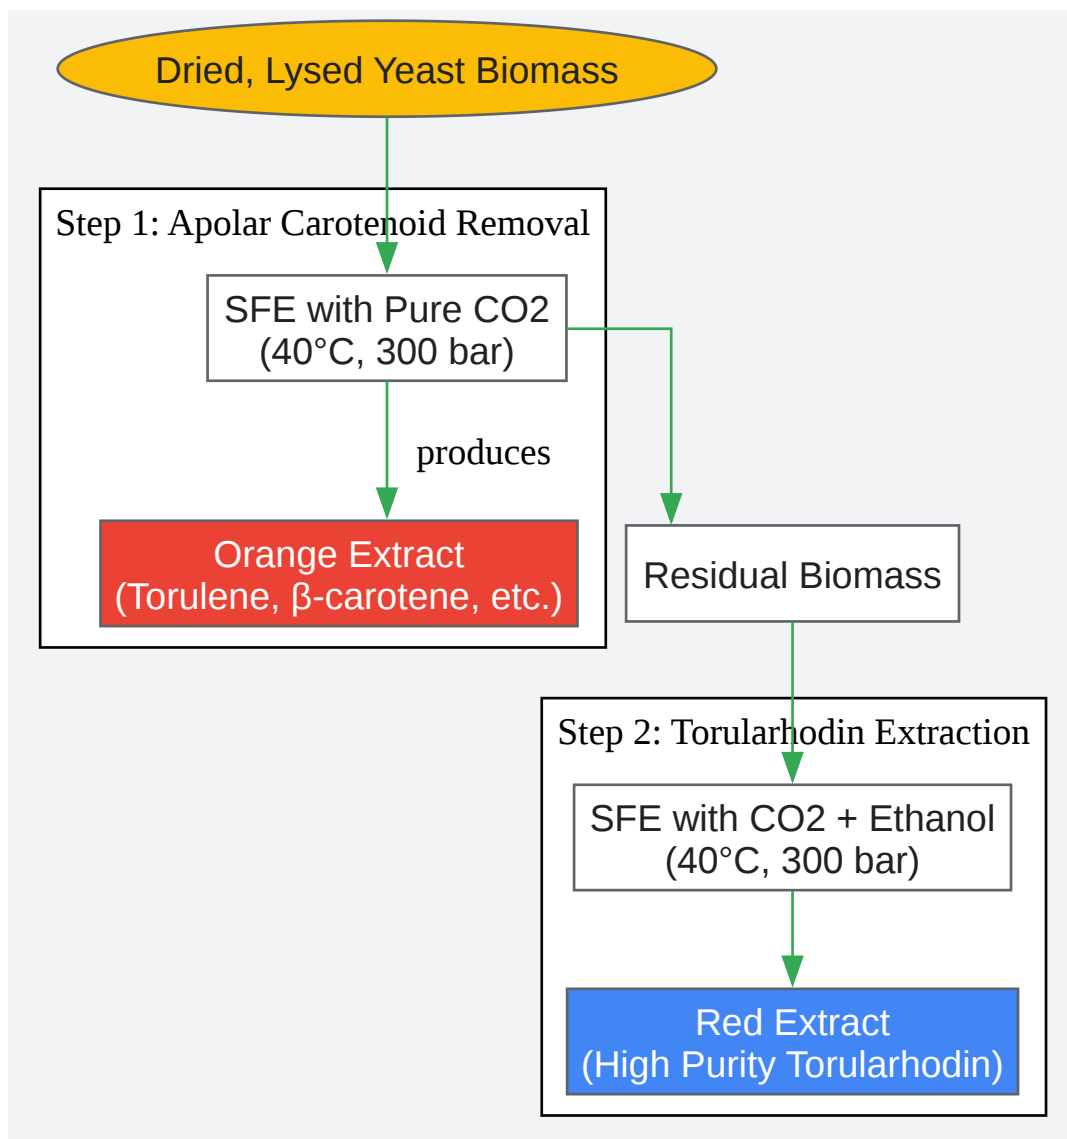 Dried, Lysed Yeast Biomass
Step 1: Apolar Carotenoid Removal
SFE with Pure CO2
(40°C, 300 bar)
produces
Orange Extract
(Torulene, β-carotene, etc.)
Residual Biomass
Step 2: Torularhodin Extraction
SFE with CO2 + Ethanol
(40°C, 300 bar)
Red Extract
(High Purity Torularhodin)